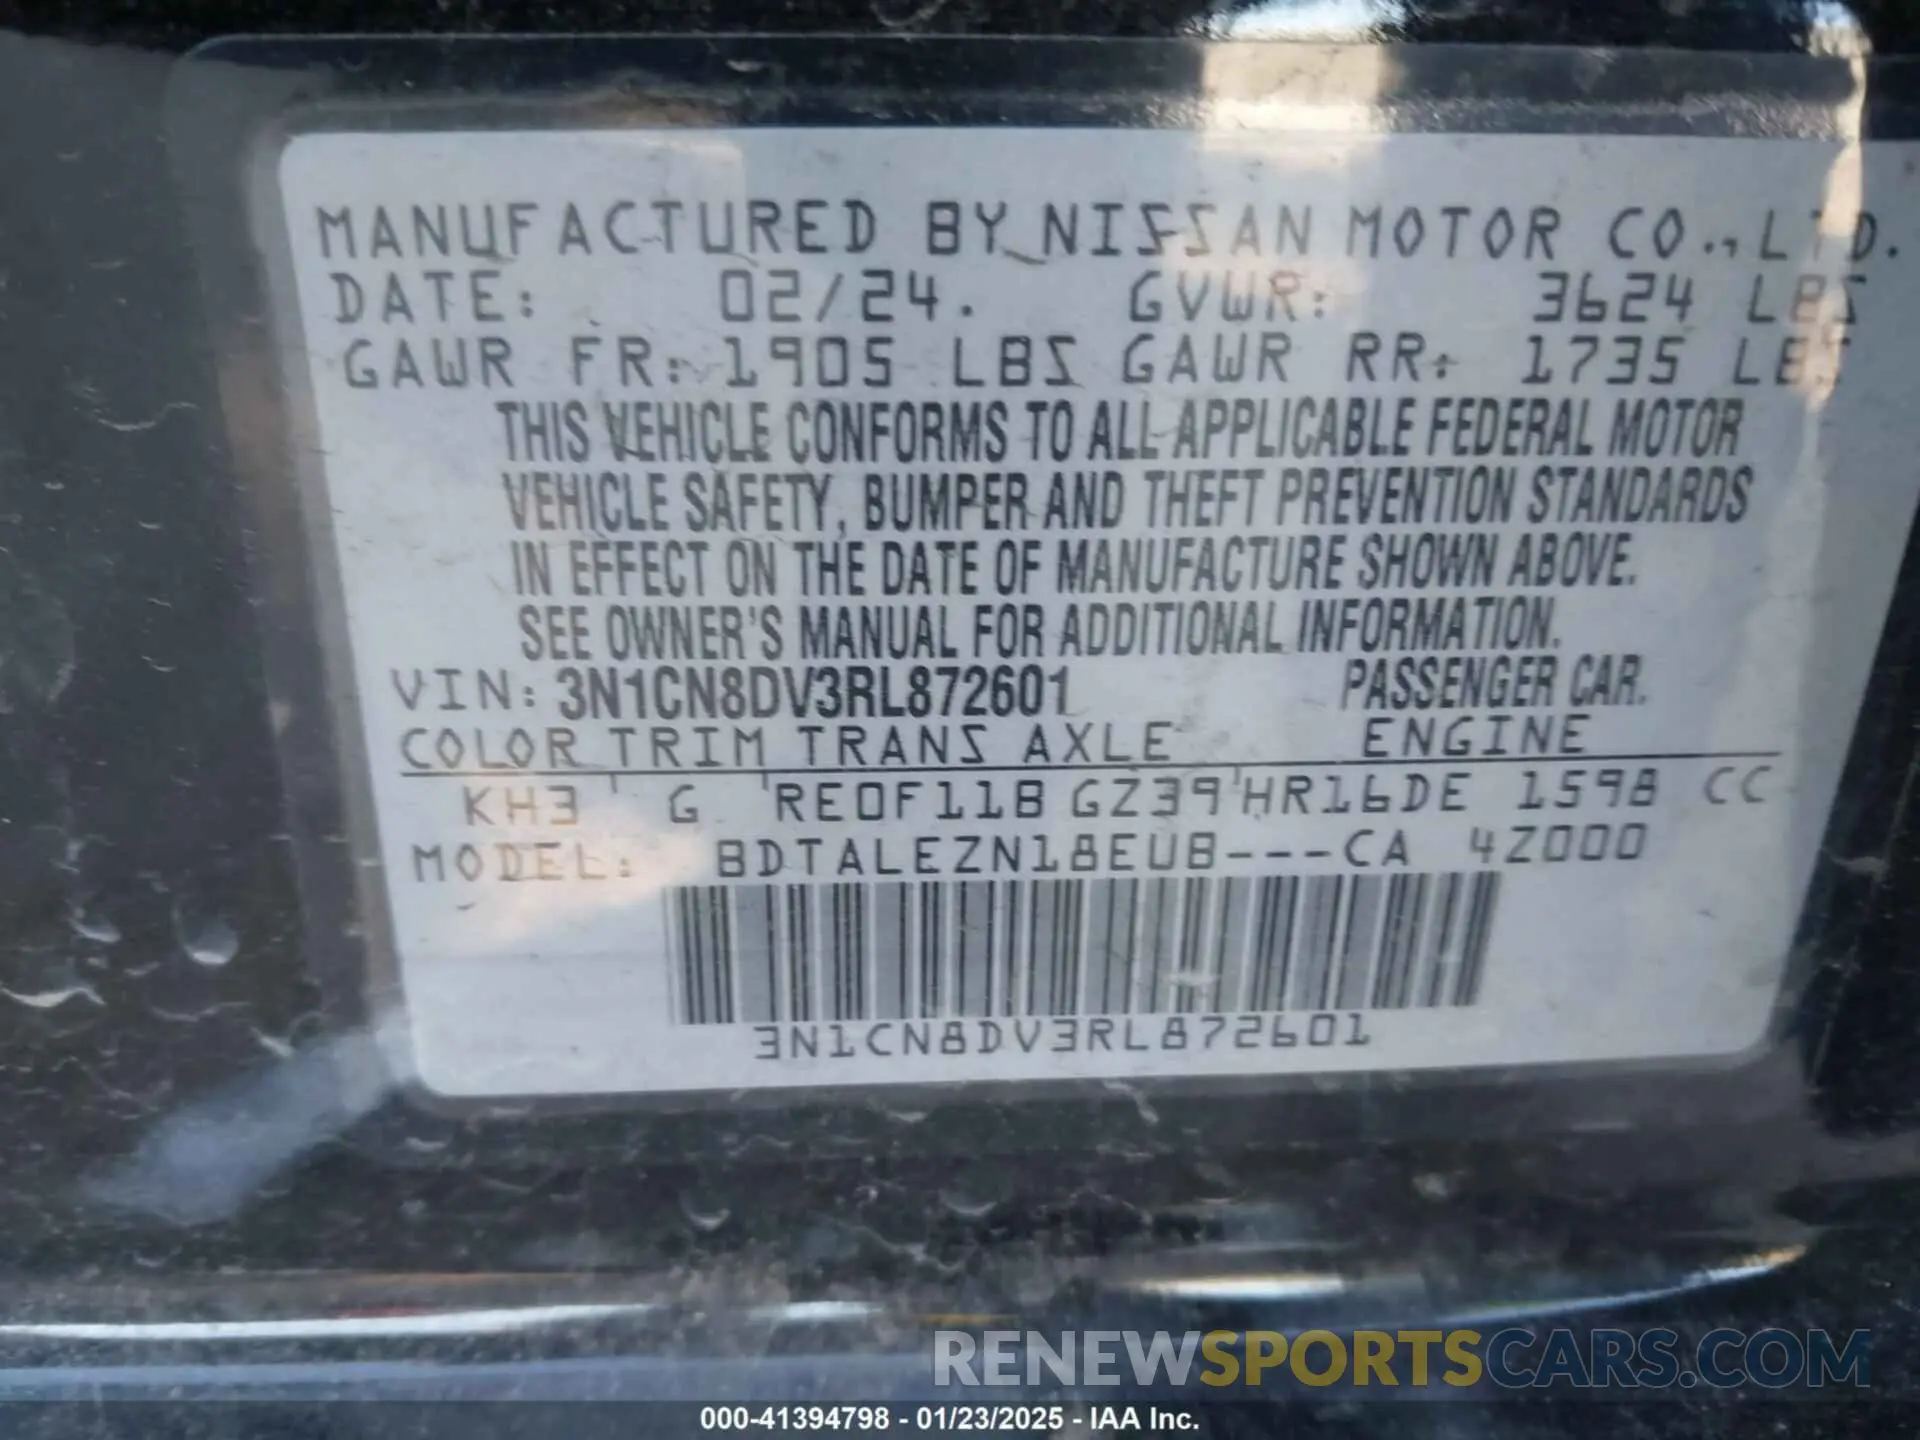 MANUFACTURED BY NISSAN MOTOR CO., LTD.
DATE: 02/24. GVWR: 3624 LBS
GAWR FR: 1905 LBS GAWR RR: 1735 LBS
THIS VEHICLE CONFORMS TO ALL APPLICABLE FEDERAL MOTOR
VEHICLE SAFETY, BUMPER AND THEFT PREVENTION STANDARDS
IN EFFECT ON THE DATE OF MANUFACTURE SHOWN ABOVE.
SEE OWNER'S MANUAL FOR ADDITIONAL INFORMATION.
VIN: 3N1CN8DV3RL872601 PASSENGER CAR.
COLOR TRIM TRANS AXLE ENGINE
KH3 G RE0F11B GZ39 HR16DE 1598 CC
MODEL: BDTALEZN18EUB---CA 4Z000
3N1CN8DV3RL872601
RENEWSPORTSCARS.COM
000-41394798 - 01/23/2025 - IAA Inc.